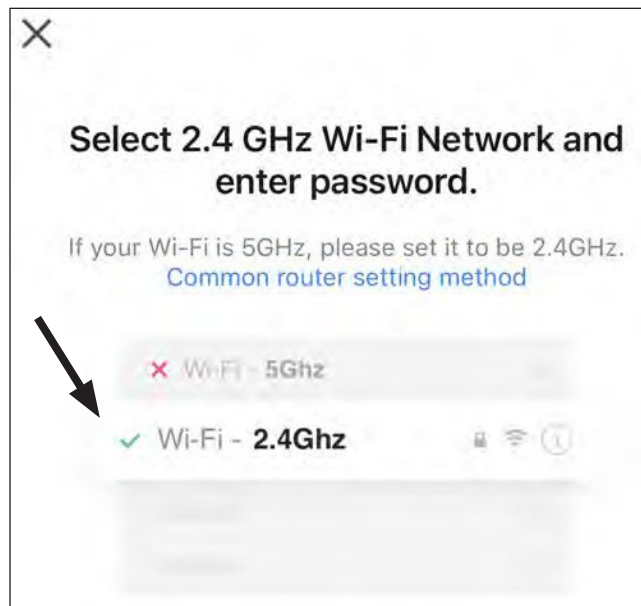 Select 2.4 GHz Wi-Fi Network and
enter password.
If your Wi-Fi is 5GHz, please set it to be 2.4GHz.
Common router setting method
Wi-Fi - 5Ghz
Wi-Fi - 2.4Ghz